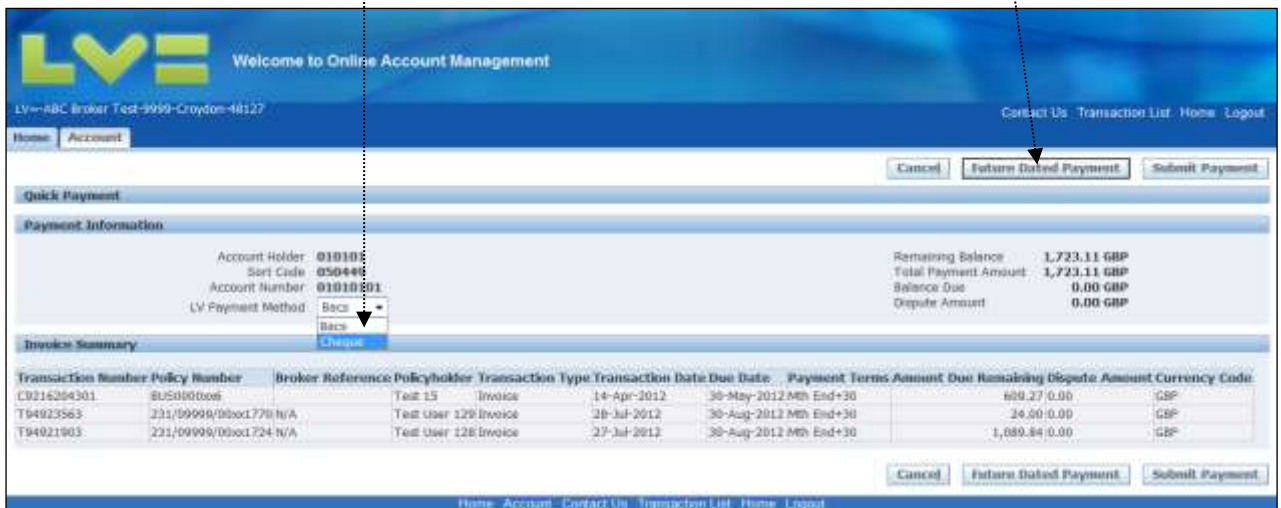 LV=
Welcome to Online Account Management
LV=-ABC Broker Test-9999-Croydon-48127
Contact Us Transaction List Home Logout
Home Account
Cancel Future Dated Payment Submit Payment
Quick Payment
Payment Information
Account Holder 010101
Sort Code 050440
Account Number 01010101
LV Payment Method Bacs
Bacs
Cheque
Remaining Balance 1,723.11 GBP
Total Payment Amount 1,723.11 GBP
Balance Due 0.00 GBP
Dispute Amount 0.00 GBP
Invoice Summary
Transaction Number Policy Number Broker Reference Policyholder Transaction Type Transaction Date Due Date Payment Terms Amount Due Remaining Dispute Amount Currency Code
C9216204301 Test 15 Invoice 14-Apr-2012 30-May-2012 Mth End+30 609.27 0.00 GBP
T94923563 231/09999/00xx1770 N/A Test User 129 Invoice 28-Jul-2012 30-Aug-2012 Mth End+30 24.00 0.00 GBP
T94921903 231/09999/00xx1724 N/A Test User 128 Invoice 27-Jul-2012 30-Aug-2012 Mth End+30 1,089.84 0.00 GBP
Cancel Future Dated Payment Submit Payment
Home Account Contact Us Transaction List Home Logout